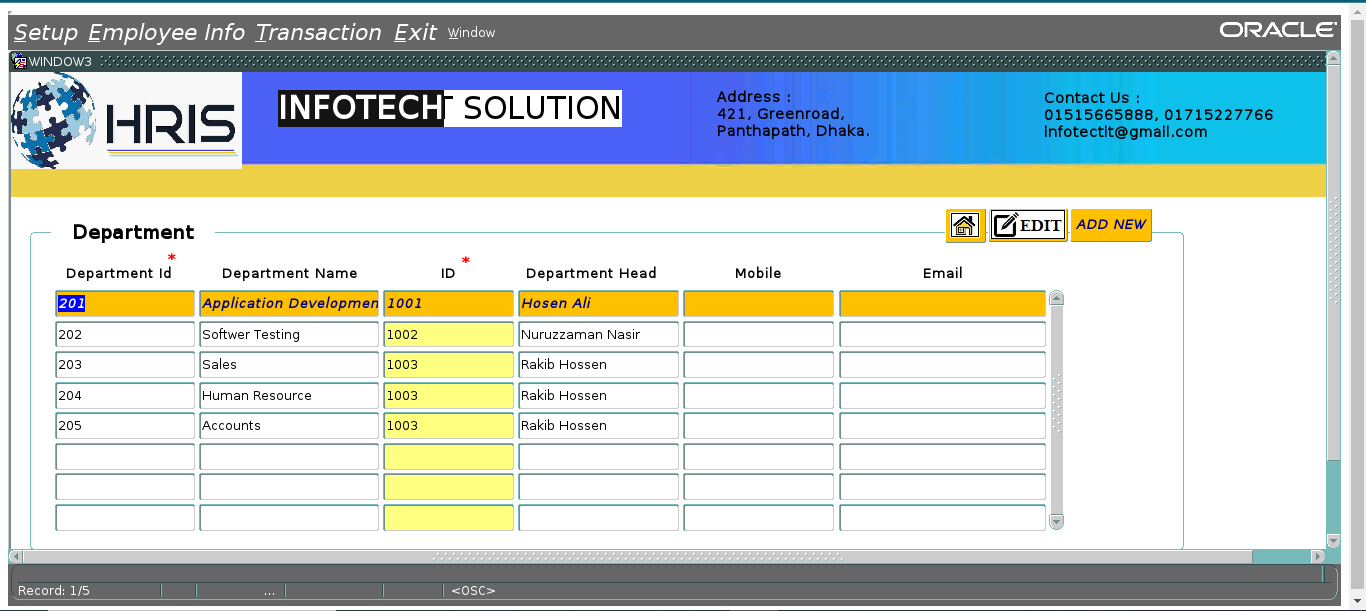 Setup Employee Info Transaction Exit Window ORACLE
WINDOW3
HRIS
INFOTECH SOLUTION
Address :
421, Greenroad,
Panthapath, Dhaka.
Contact Us :
01515665888, 01715227766
infotectit@gmail.com
Department
EDIT ADD NEW
* *
Department Id Department Name ID Department Head Mobile Email
201 Application Developmen 1001 Hosen Ali
202 Softwer Testing 1002 Nuruzzaman Nasir
203 Sales 1003 Rakib Hossen
204 Human Resource 1003 Rakib Hossen
205 Accounts 1003 Rakib Hossen
Record: 1/5 ... <OSC>